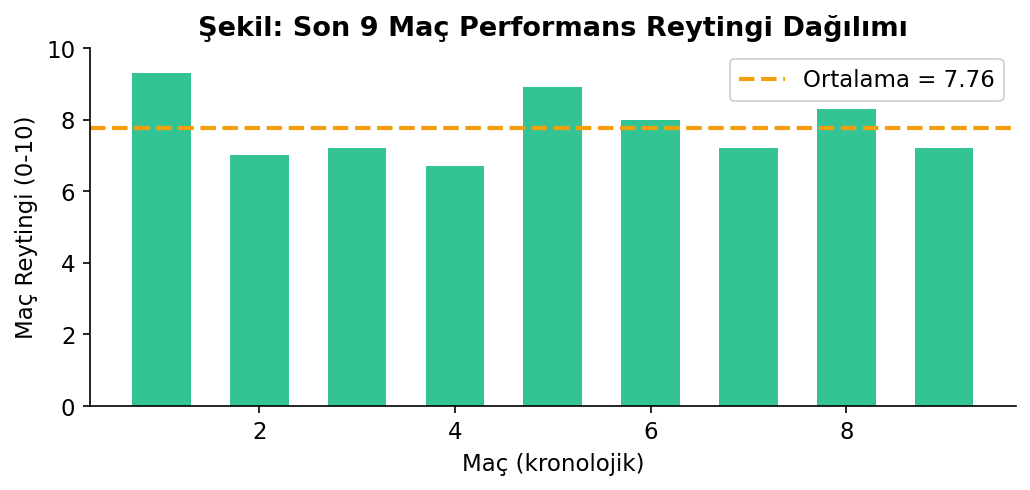 Şekil: Son 9 Maç Performans Reytingi Dağılımı
Ortalama = 7.76
Maç Reytingi (0-10)
10
8
6
4
2
0
2 4 6 8
Maç (kronolojik)